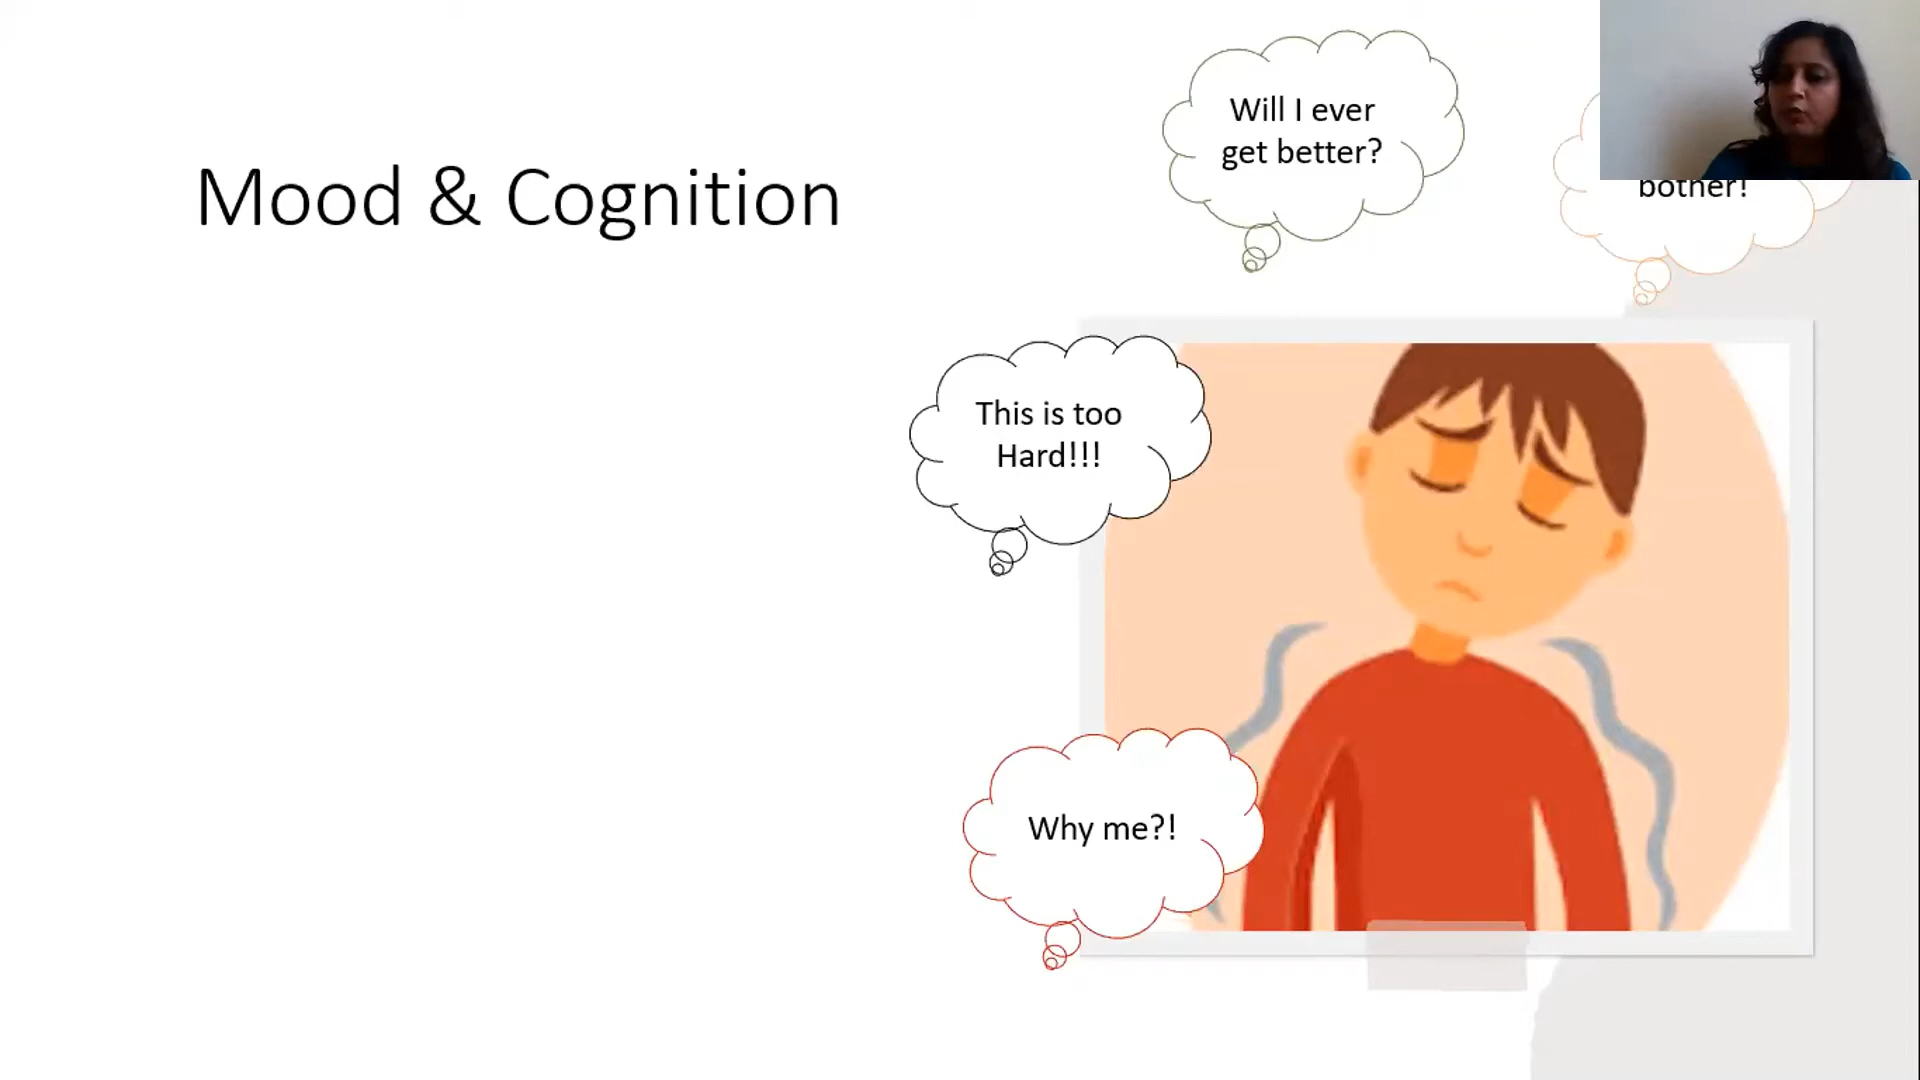 Mood & Cognition
Will I ever
get better?
bother!
This is too
Hard!!!
Why me?!